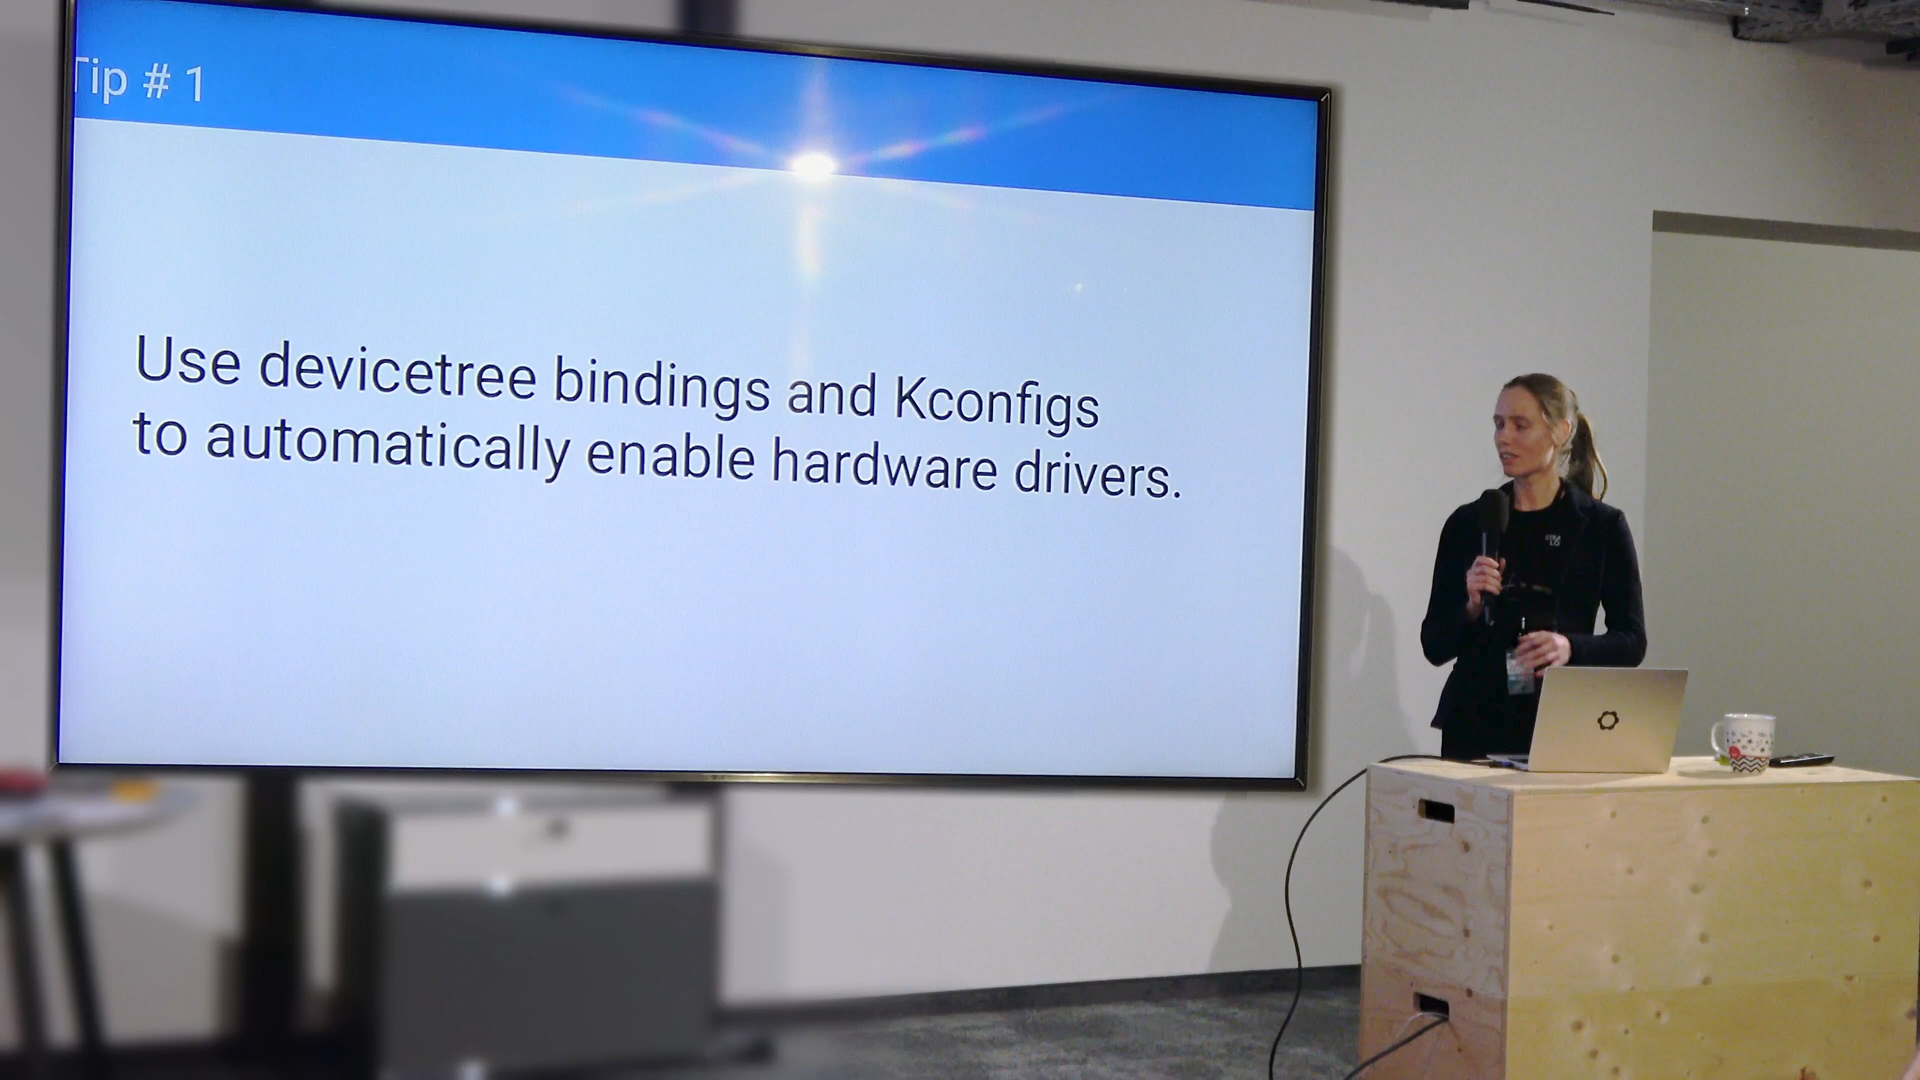 Tip # 1
Use devicetree bindings and Kconfigs
to automatically enable hardware drivers.